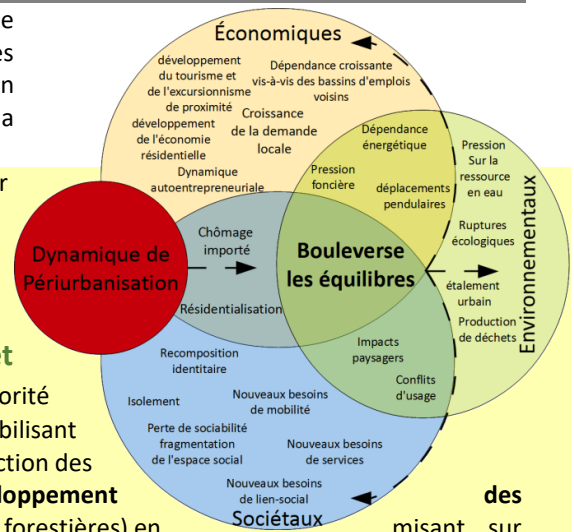 e
es
n
a
r
Économiques
développement
du tourisme et
de l'excursionnisme
de proximité
développement
de l'économie
résidentielle
Dynamique
autoentrepreneuriale
Dépendance croissante
vis-à-vis des bassins d'emplois
voisins
Croissance
de la demande
locale
Dépendance
énergétique
Pression
foncière
déplacements
pendulaires
Pression
Sur la
ressource
en eau
Ruptures
écologiques
étalement
urbain
Production
de déchets
Environnementaux
Dynamique de
Périurbanisation
Chômage
importé
Résidentialisation
Bouleverse
les équilibres
Impacts
paysagers
Conflits
d'usage
Recomposition
identitaire
Isolement
Nouveaux besoins
de mobilité
Perte de sociabilité
fragmentation
de l'espace social
Nouveaux besoins
de services
Nouveaux besoins
de lien-social
Sociétaux
et
orité
bilisant
ction des
eloppement des
forestières) en misant sur